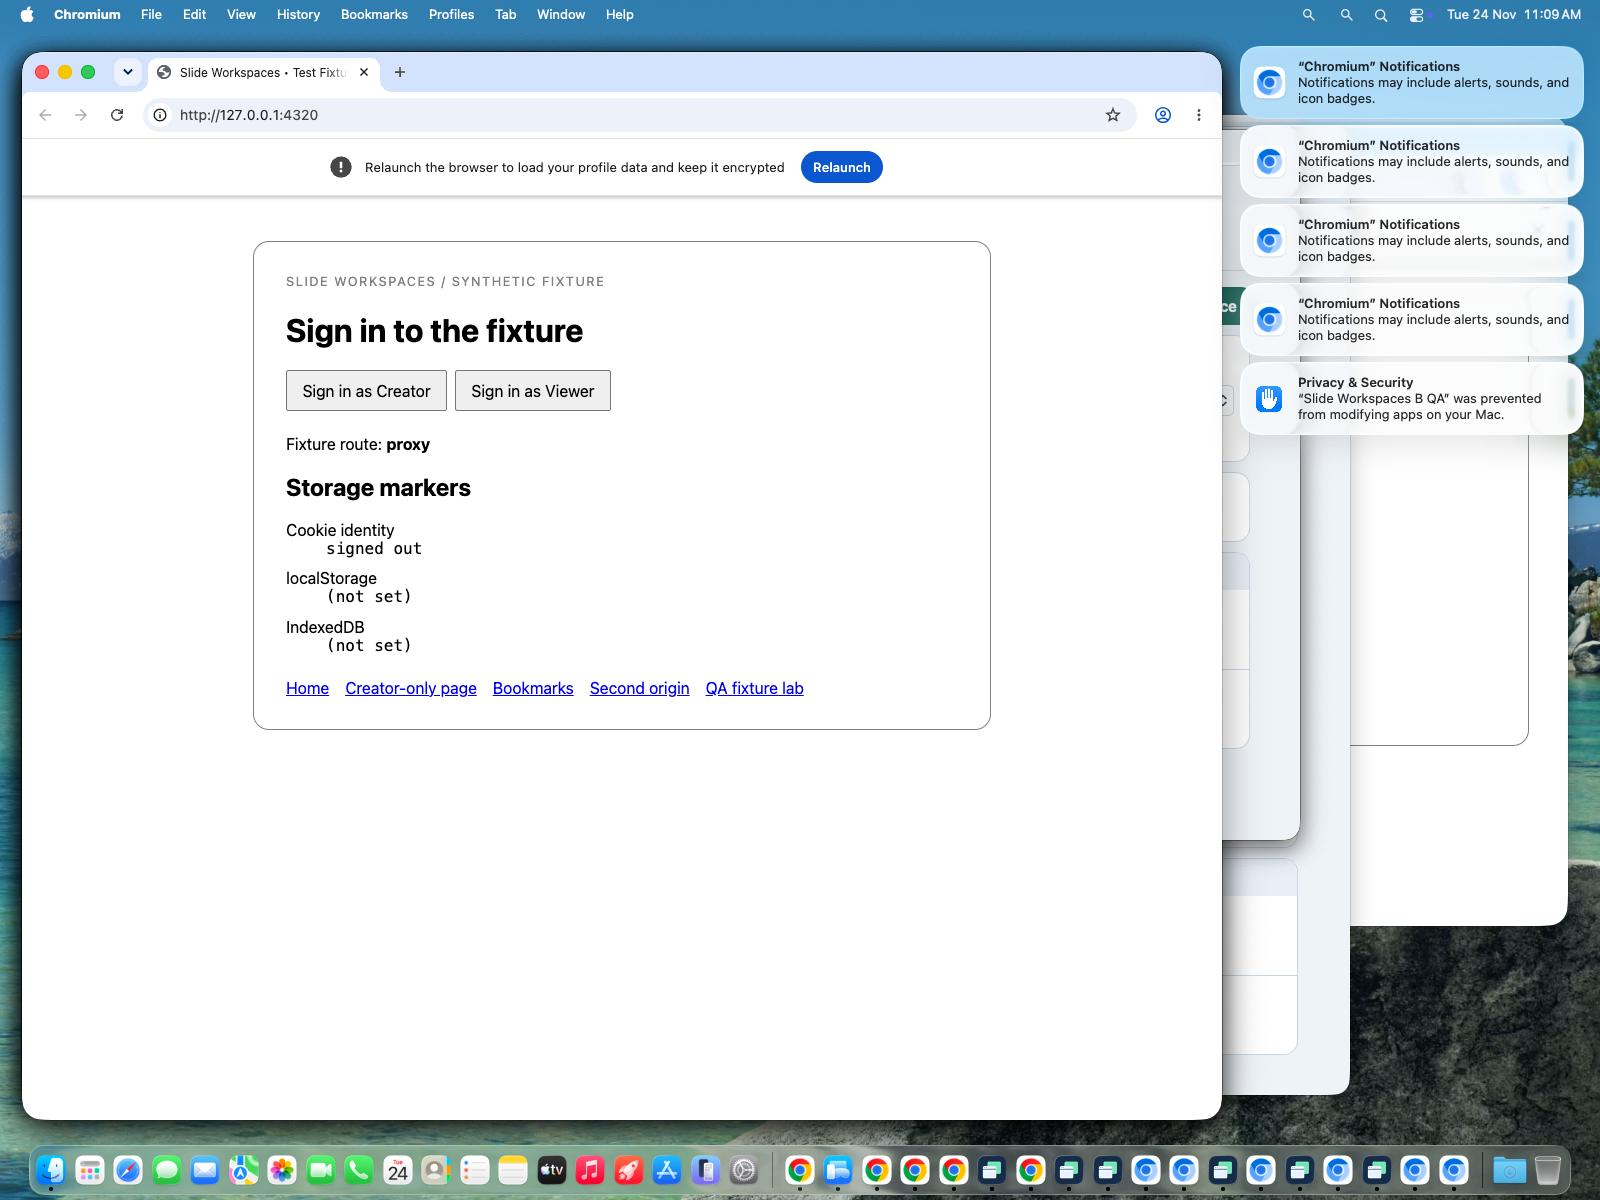 Chromium File Edit View History Bookmarks Profiles Tab Window Help
Tue 24 Nov 11:09 AM
Slide Workspaces • Test Fixtu
http://127.0.0.1:4320
Relaunch the browser to load your profile data and keep it encrypted
Relaunch
SLIDE WORKSPACES / SYNTHETIC FIXTURE
Sign in to the fixture
Sign in as Creator
Sign in as Viewer
Fixture route: proxy
Storage markers
Cookie identity
signed out
localStorage
(not set)
IndexedDB
(not set)
Home Creator-only page Bookmarks Second origin QA fixture lab
“Chromium” Notifications
Notifications may include alerts, sounds, and
icon badges.
“Chromium” Notifications
Notifications may include alerts, sounds, and
icon badges.
“Chromium” Notifications
Notifications may include alerts, sounds, and
icon badges.
“Chromium” Notifications
Notifications may include alerts, sounds, and
icon badges.
Privacy & Security
“Slide Workspaces B QA” was prevented
from modifying apps on your Mac.
ce
Tue
24
tv